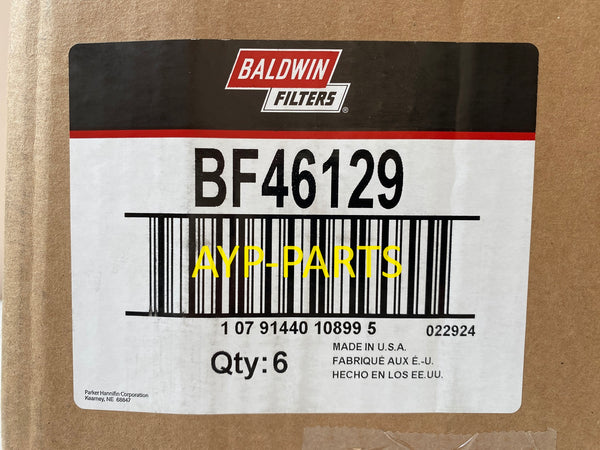 BALDWIN
FILTERS®
BF46129
AYP-PARTS
1 07 91440 10899 5
022924
Qty: 6
MADE IN U.S.A.
FABRIQUÉ AUX É.-U.
HECHO EN LOS EE.UU.
Parker Hannifin Corporation
Kearney, NE 68847